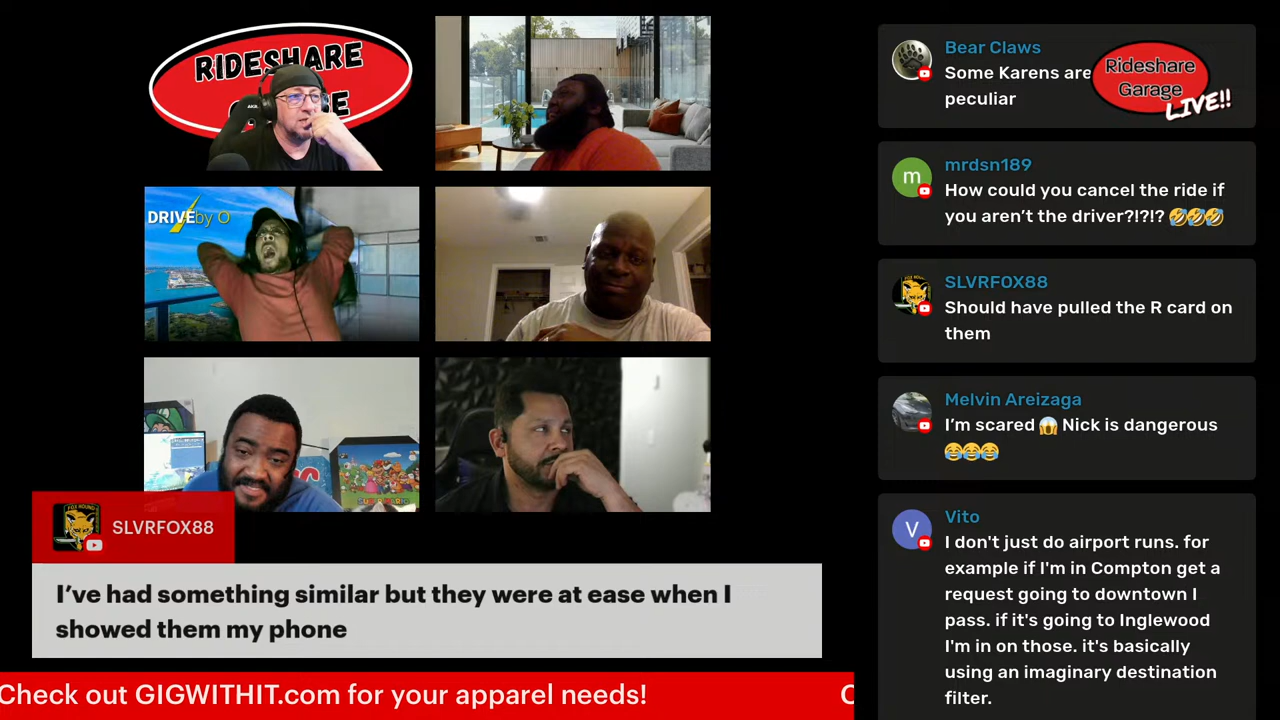 RIDESHARE
DRIVEby O
SLVRFOX88
I've had something similar but they were at ease when I
showed them my phone
Check out GIGWITHIT.com for your apparel needs!
Bear Claws
Some Karens are
peculiar
Rideshare
Garage
LIVE!!
mrdsn189
How could you cancel the ride if
you aren't the driver?!?!? 🤣🤣🤣
SLVRFOX88
Should have pulled the R card on
them
Melvin Areizaga
I'm scared 😱 Nick is dangerous
😂😂😂
Vito
I don't just do airport runs. for
example if I'm in Compton get a
request going to downtown I
pass. if it's going to Inglewood
I'm in on those. it's basically
using an imaginary destination
filter.